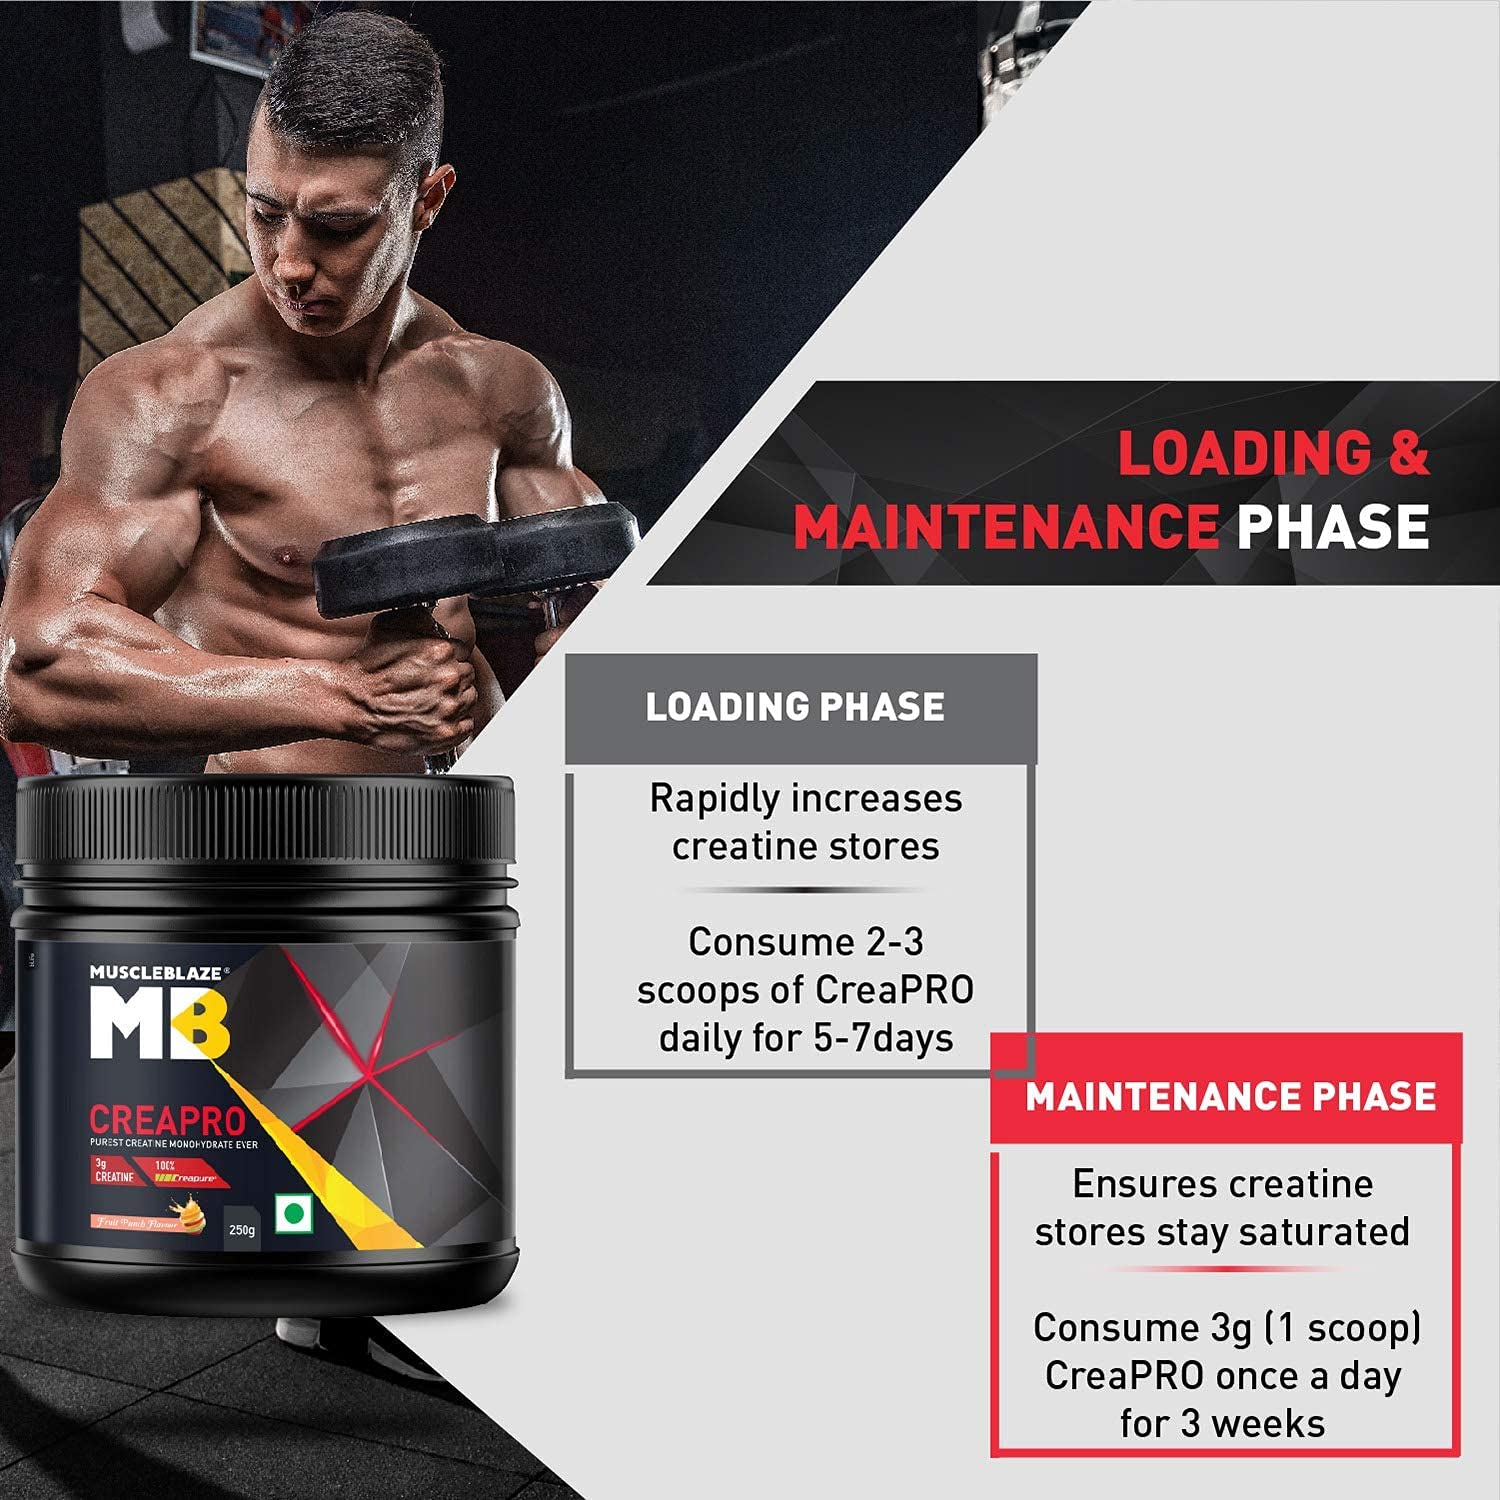 LOADING &
MAINTENANCE PHASE
LOADING PHASE
Rapidly increases
creatine stores
Consume 2-3
scoops of CreaPRO
daily for 5-7days
MAINTENANCE PHASE
Ensures creatine
stores stay saturated
Consume 3g (1 scoop)
CreaPRO once a day
for 3 weeks
MUSCLEBLAZE®
MB
CREAPRO
PUREST CREATINE MONOHYDRATE EVER
3g
CREATINE
100%
Creapure®
Fruit Punch Flavour
250g